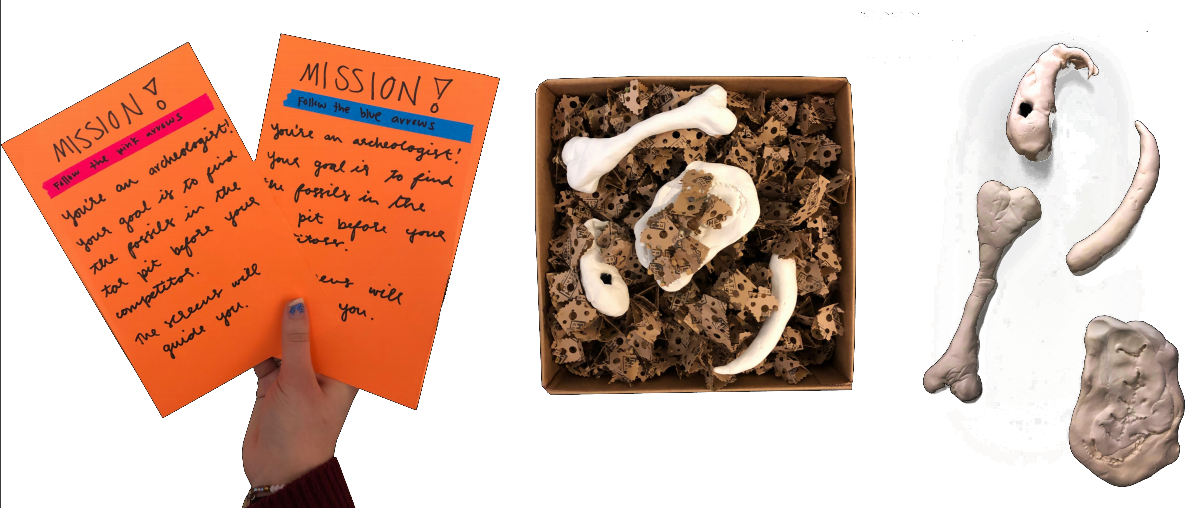 MISSION!
Follow the pink arrows
You're an archeologist!
Your goal is to find
the fossils in the
tar pit before your
competitor.
The screens will
guide you.
MISSION!
Follow the blue arrows
You're an archeologist!
Your goal is to find
fossils in the
pit before your
will
you.